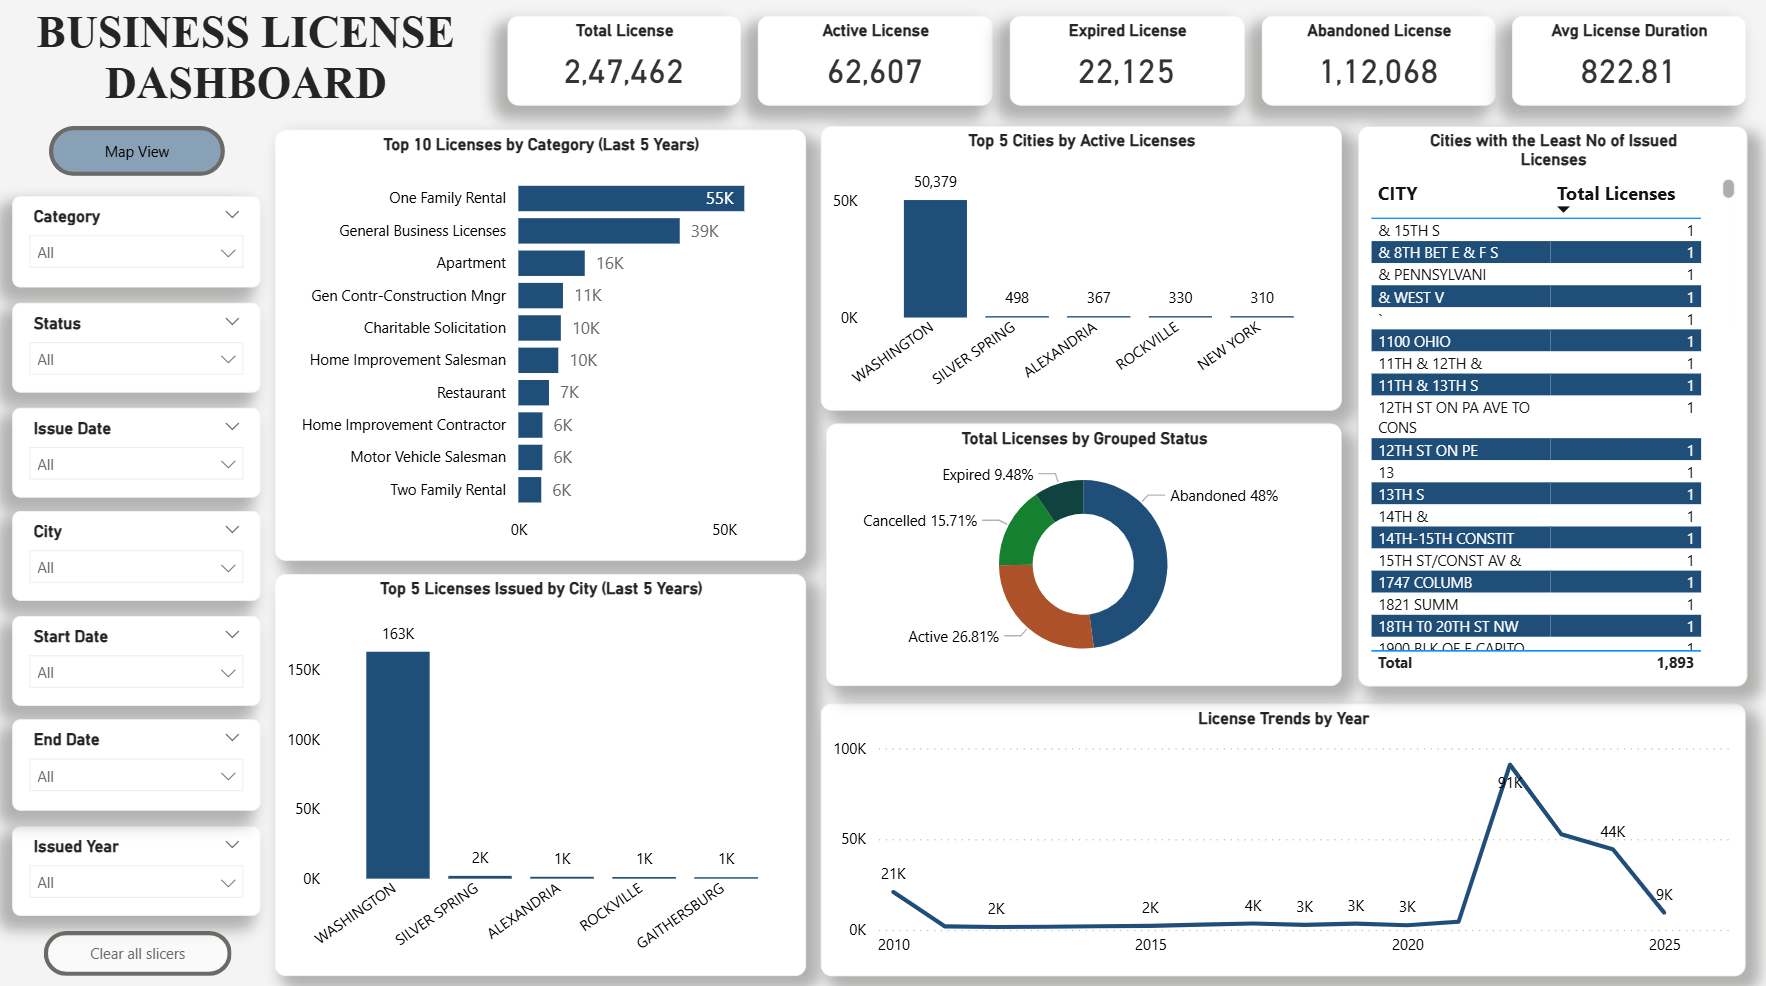 BUSINESS LICENSE
DASHBOARD
Total License
2,47,462
Active License
62,607
Expired License
22,125
Abandoned License
1,12,068
Avg License Duration
822.81
Map View
Category
All
Status
All
Issue Date
All
City
All
Start Date
All
End Date
All
Issued Year
All
Clear all slicers
Top 10 Licenses by Category (Last 5 Years)
One Family Rental 55K
General Business Licenses 39K
Apartment 16K
Gen Contr-Construction Mngr 11K
Charitable Solicitation 10K
Home Improvement Salesman 10K
Restaurant 7K
Home Improvement Contractor 6K
Motor Vehicle Salesman 6K
Two Family Rental 6K
0K 50K
Top 5 Licenses Issued by City (Last 5 Years)
163K
150K
100K
50K
2K 1K 1K 1K
0K
WASHINGTON SILVER SPRING ALEXANDRIA ROCKVILLE GAITHERSBURG
Top 5 Cities by Active Licenses
50,379
50K
498 367 330 310
0K
WASHINGTON SILVER SPRING ALEXANDRIA ROCKVILLE NEW YORK
Total Licenses by Grouped Status
Expired 9.48%
Abandoned 48%
Cancelled 15.71%
Active 26.81%
Cities with the Least No of Issued
Licenses
CITY Total Licenses
& 15TH S 1
& 8TH BET E & F S 1
& PENNSYLVANI 1
& WEST V 1
` 1
1100 OHIO 1
11TH & 12TH & 1
11TH & 13TH S 1
12TH ST ON PA AVE TO 1
CONS
12TH ST ON PE 1
13 1
13TH S 1
14TH & 1
14TH-15TH CONSTIT 1
15TH ST/CONST AV & 1
1747 COLUMB 1
1821 SUMM 1
18TH T0 20TH ST NW 1
1900 BLK OF E CAPITO 1
Total 1,893
License Trends by Year
100K
91K
50K
44K
21K
9K
2K 2K 4K 3K 3K 3K
0K
2010 2015 2020 2025